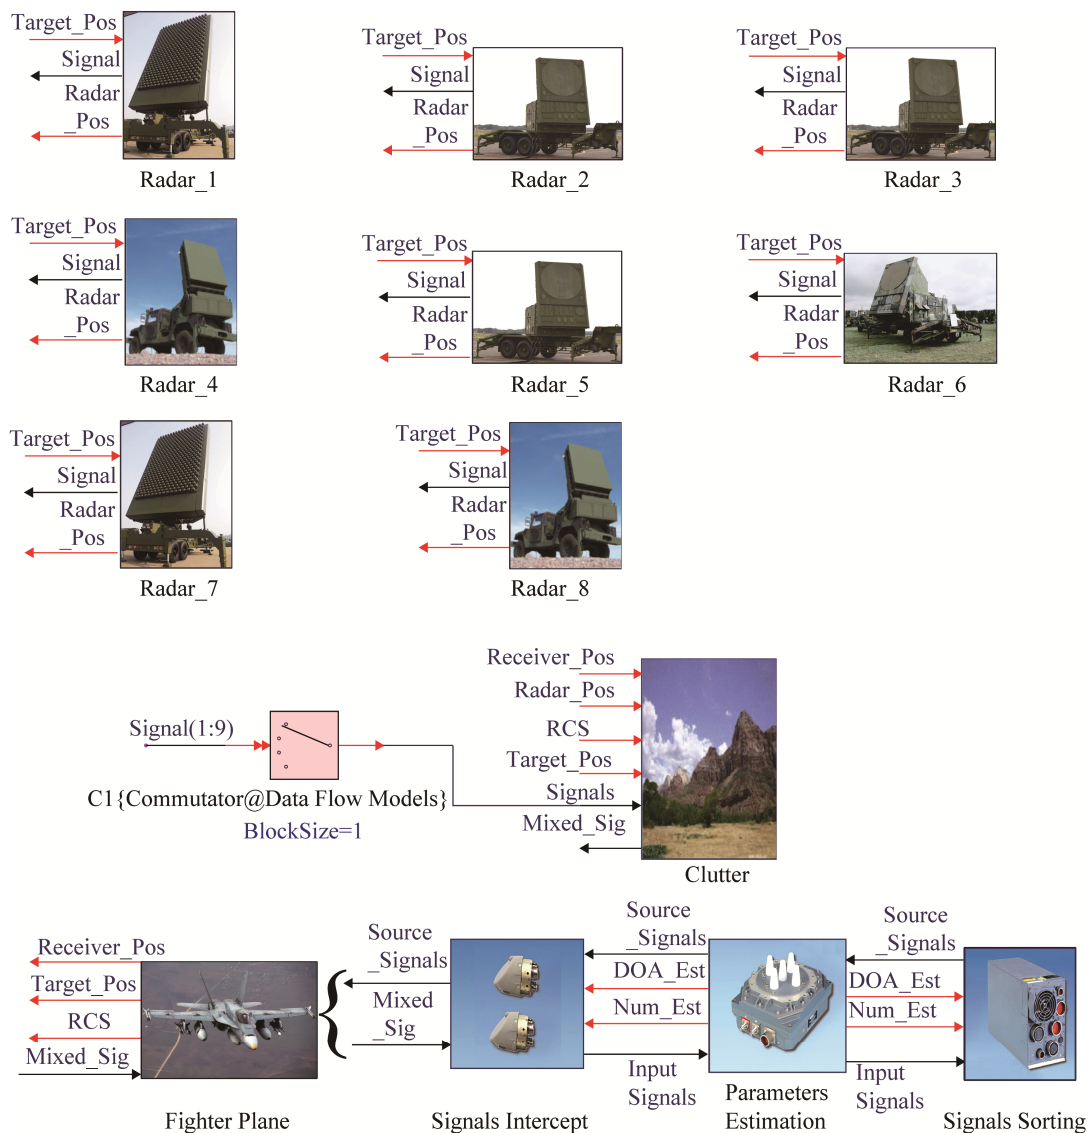 Target_Pos
Signal
Radar
_Pos
Radar_1
Target_Pos
Signal
Radar
_Pos
Radar_2
Target_Pos
Signal
Radar
_Pos
Radar_3
Target_Pos
Signal
Radar
_Pos
Radar_4
Target_Pos
Signal
Radar
_Pos
Radar_5
Target_Pos
Signal
Radar
_Pos
Radar_6
Target_Pos
Signal
Radar
_Pos
Radar_7
Target_Pos
Signal
Radar
_Pos
Radar_8
Signal(1:9)
C1{Commutator@Data Flow Models}
BlockSize=1
Receiver_Pos
Radar_Pos
RCS
Target_Pos
Signals
Mixed_Sig
Clutter
Receiver_Pos
Target_Pos
RCS
Mixed_Sig
Fighter Plane
{
Source
_Signals
Mixed
_Sig
Signals Intercept
Source
_Signals
DOA_Est
Num_Est
Input
Signals
Parameters
Estimation
Source
_Signals
DOA_Est
Num_Est
Input
Signals
Signals Sorting